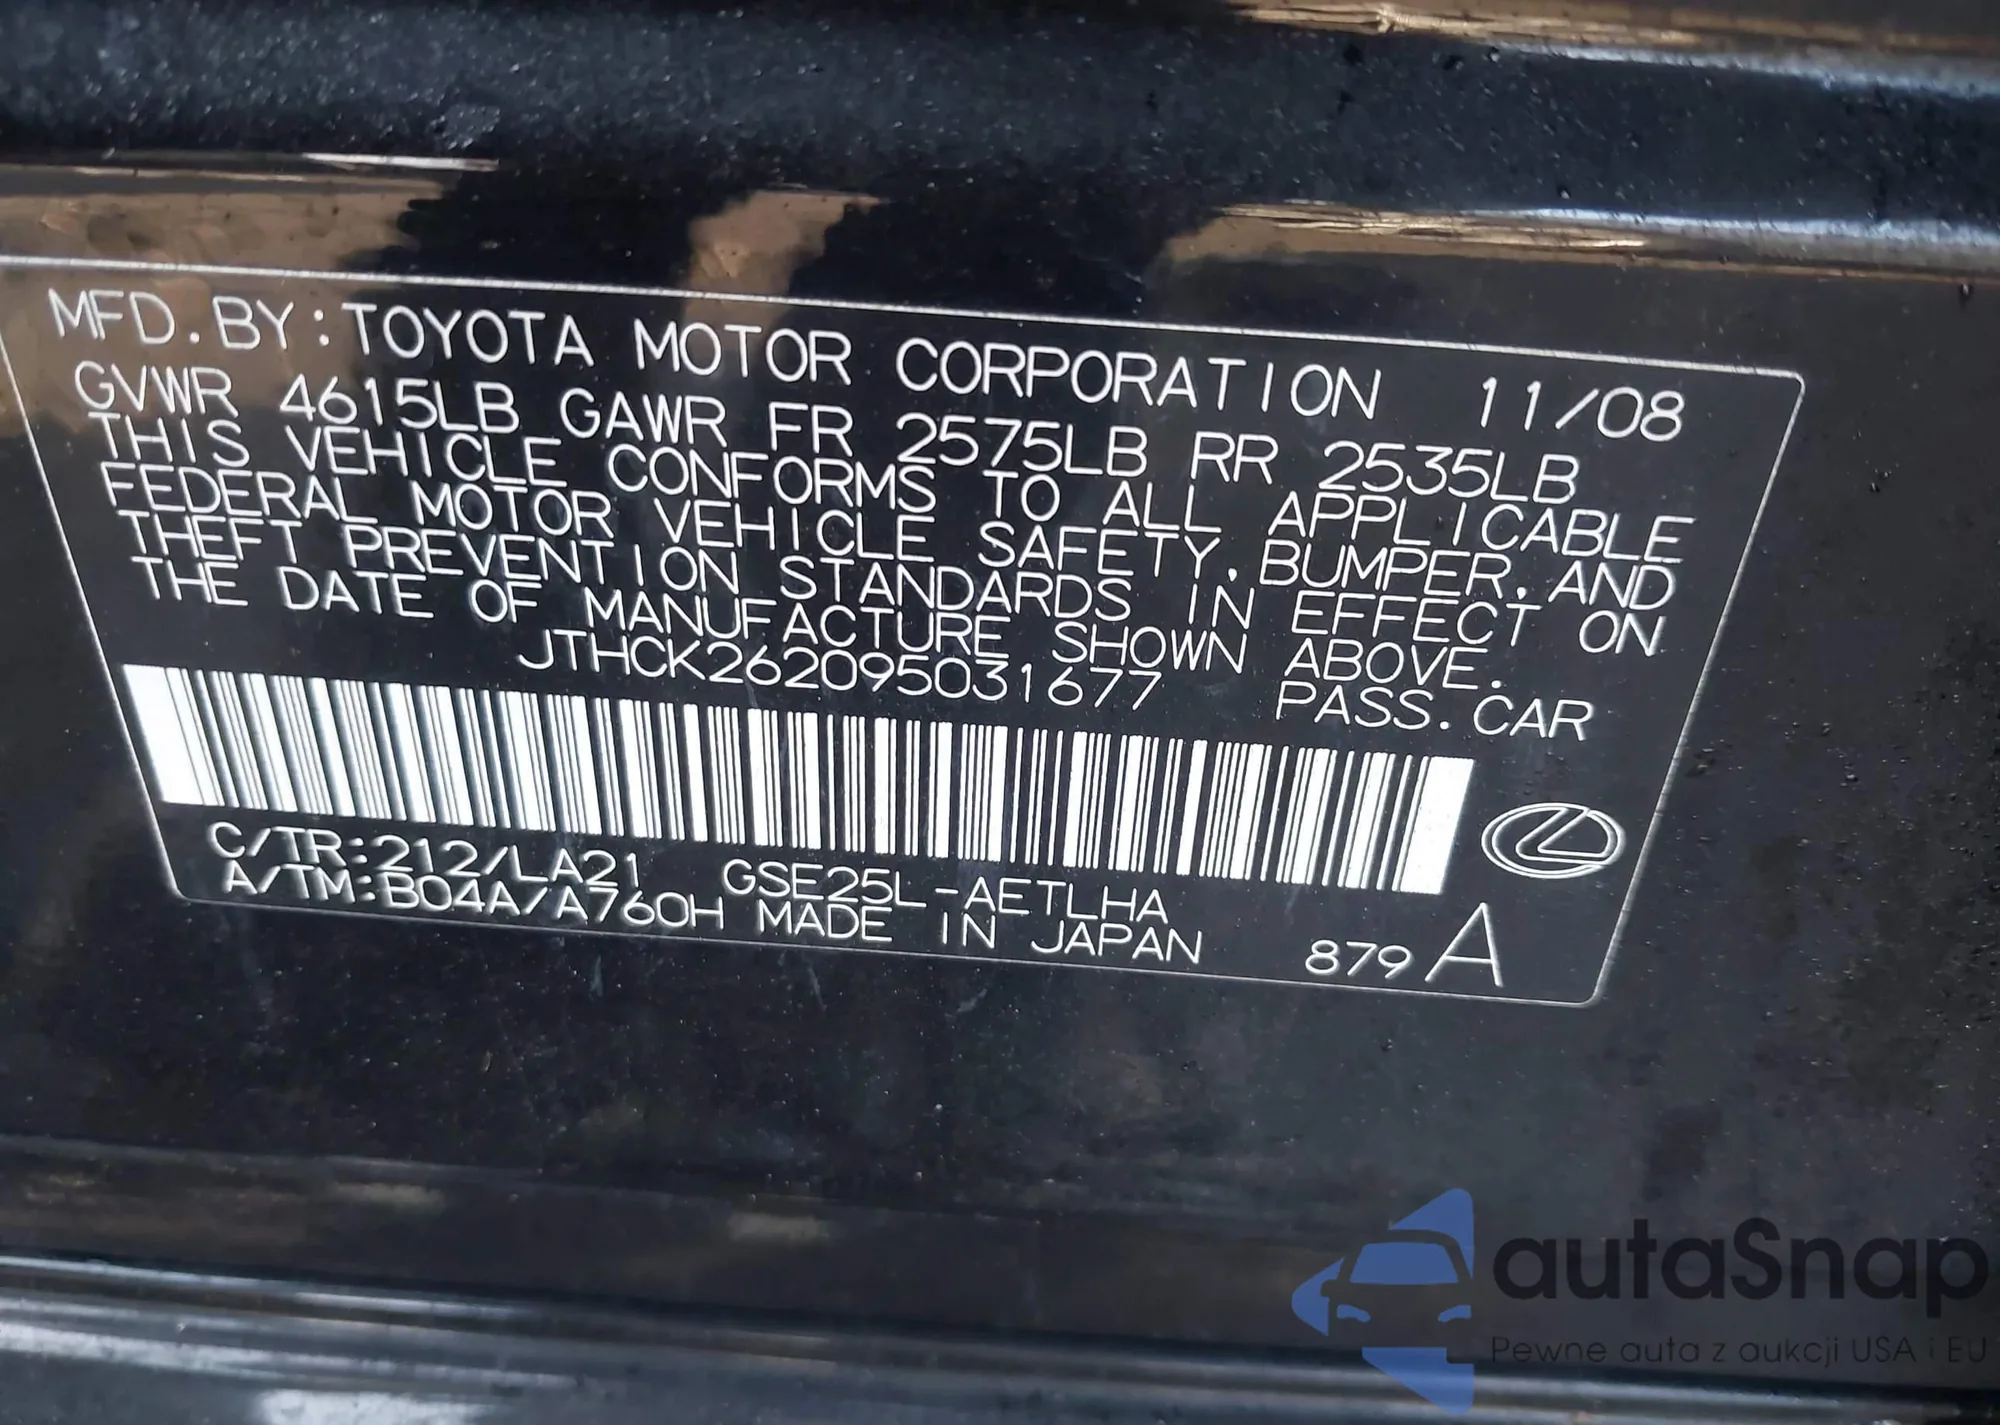 MFD. BY: TOYOTA MOTOR CORPORATION 11/08
GVWR 4615LB GAWR FR 2575LB RR 2535LB
THIS VEHICLE CONFORMS TO ALL APPLICABLE
FEDERAL MOTOR VEHICLE SAFETY, BUMPER, AND
THEFT PREVENTION STANDARDS IN EFFECT ON
THE DATE OF MANUFACTURE SHOWN ABOVE.
JTHCK262095031677 PASS. CAR
C/TR:212/LA21 GSE25L-AETLHA
A/TM:B04A/A760H MADE IN JAPAN 879 A
autaSnap
Pewne auta z aukcji USA i EU